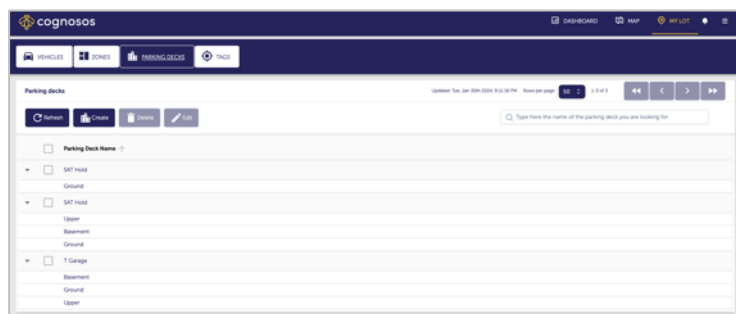 cognosos
DASHBOARD MAP MY LOT
VEHICLES ZONES PARKING DECKS TAGS
Parking decks Updated: Tue, Jan 30th 2024, 9:11:16 PM Rows per page: 50 1-3 of 3
Refresh Create Delete Edit Type here the name of the parking deck you are looking for
Parking Deck Name
SAT Hold
Ground
SAT Hold
Upper
Basement
Ground
T Garage
Basement
Ground
Upper